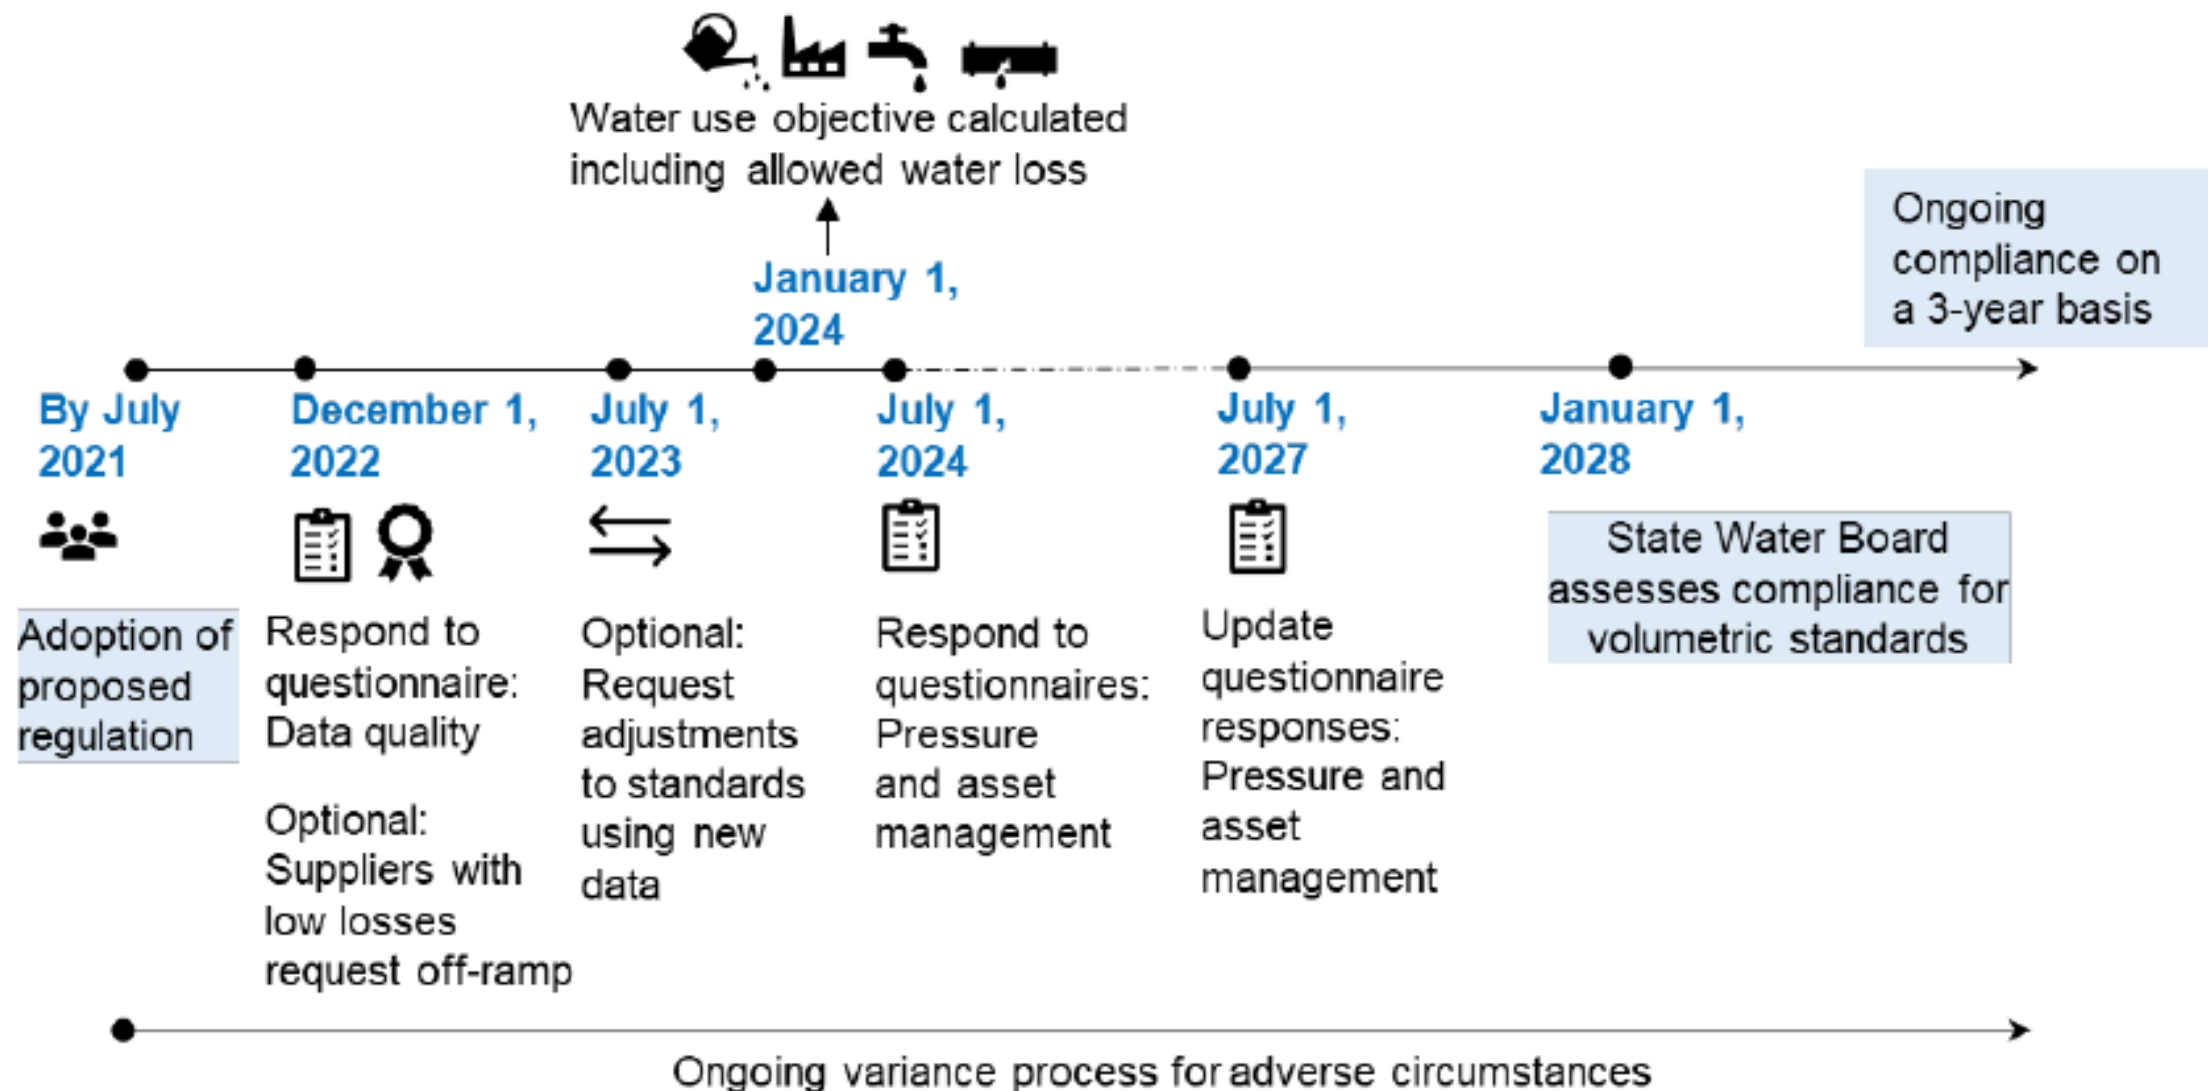 Water use objective calculated
including allowed water loss
Ongoing
compliance on
a 3-year basis
January 1,
2024
By July
2021
December 1,
2022
July 1,
2023
July 1,
2024
July 1,
2027
January 1,
2028
Adoption of
proposed
regulation
Respond to
questionnaire:
Data quality
Optional:
Suppliers with
low losses
request off-ramp
Optional:
Request
adjustments
to standards
using new
data
Respond to
questionnaires:
Pressure
and asset
management
Update
questionnaire
responses:
Pressure and
asset
management
State Water Board
assesses compliance for
volumetric standards
Ongoing variance process for adverse circumstances